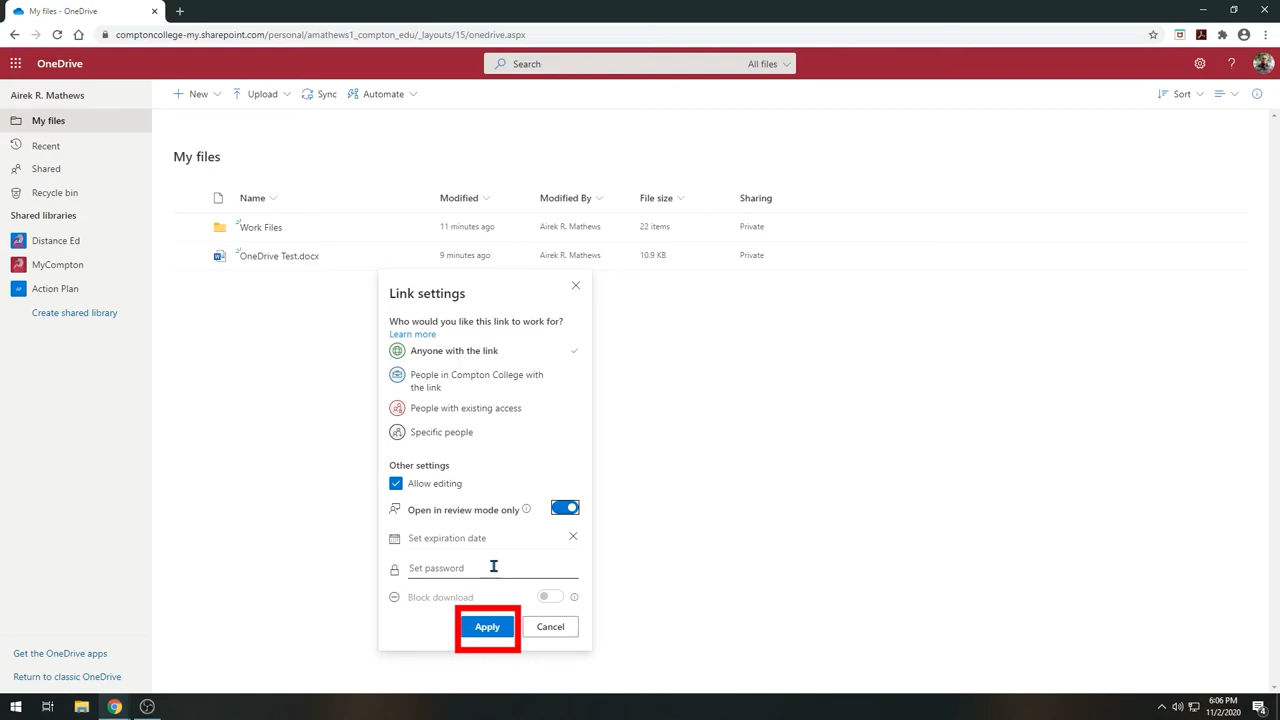 My files - OneDrive
comptoncollege-my.sharepoint.com/personal/amathews1_compton_edu/_layouts/15/onedrive.aspx
OneDrive
Search
All files
Airek R. Mathews
New
Upload
Sync
Automate
Sort
My files
Recent
Shared
Recycle bin
Shared libraries
Distance Ed
MyCompton
Action Plan
Create shared library
Get the OneDrive apps
Return to classic OneDrive
My files
Name Modified Modified By File size Sharing
Work Files 11 minutes ago Airek R. Mathews 22 items Private
OneDrive Test.docx 9 minutes ago Airek R. Mathews 10.9 KB Private
Link settings
Who would you like this link to work for?
Learn more
Anyone with the link
People in Compton College with
the link
People with existing access
Specific people
Other settings
Allow editing
Open in review mode only
Set expiration date
Set password
Block download
Apply Cancel
6:06 PM
11/2/2020